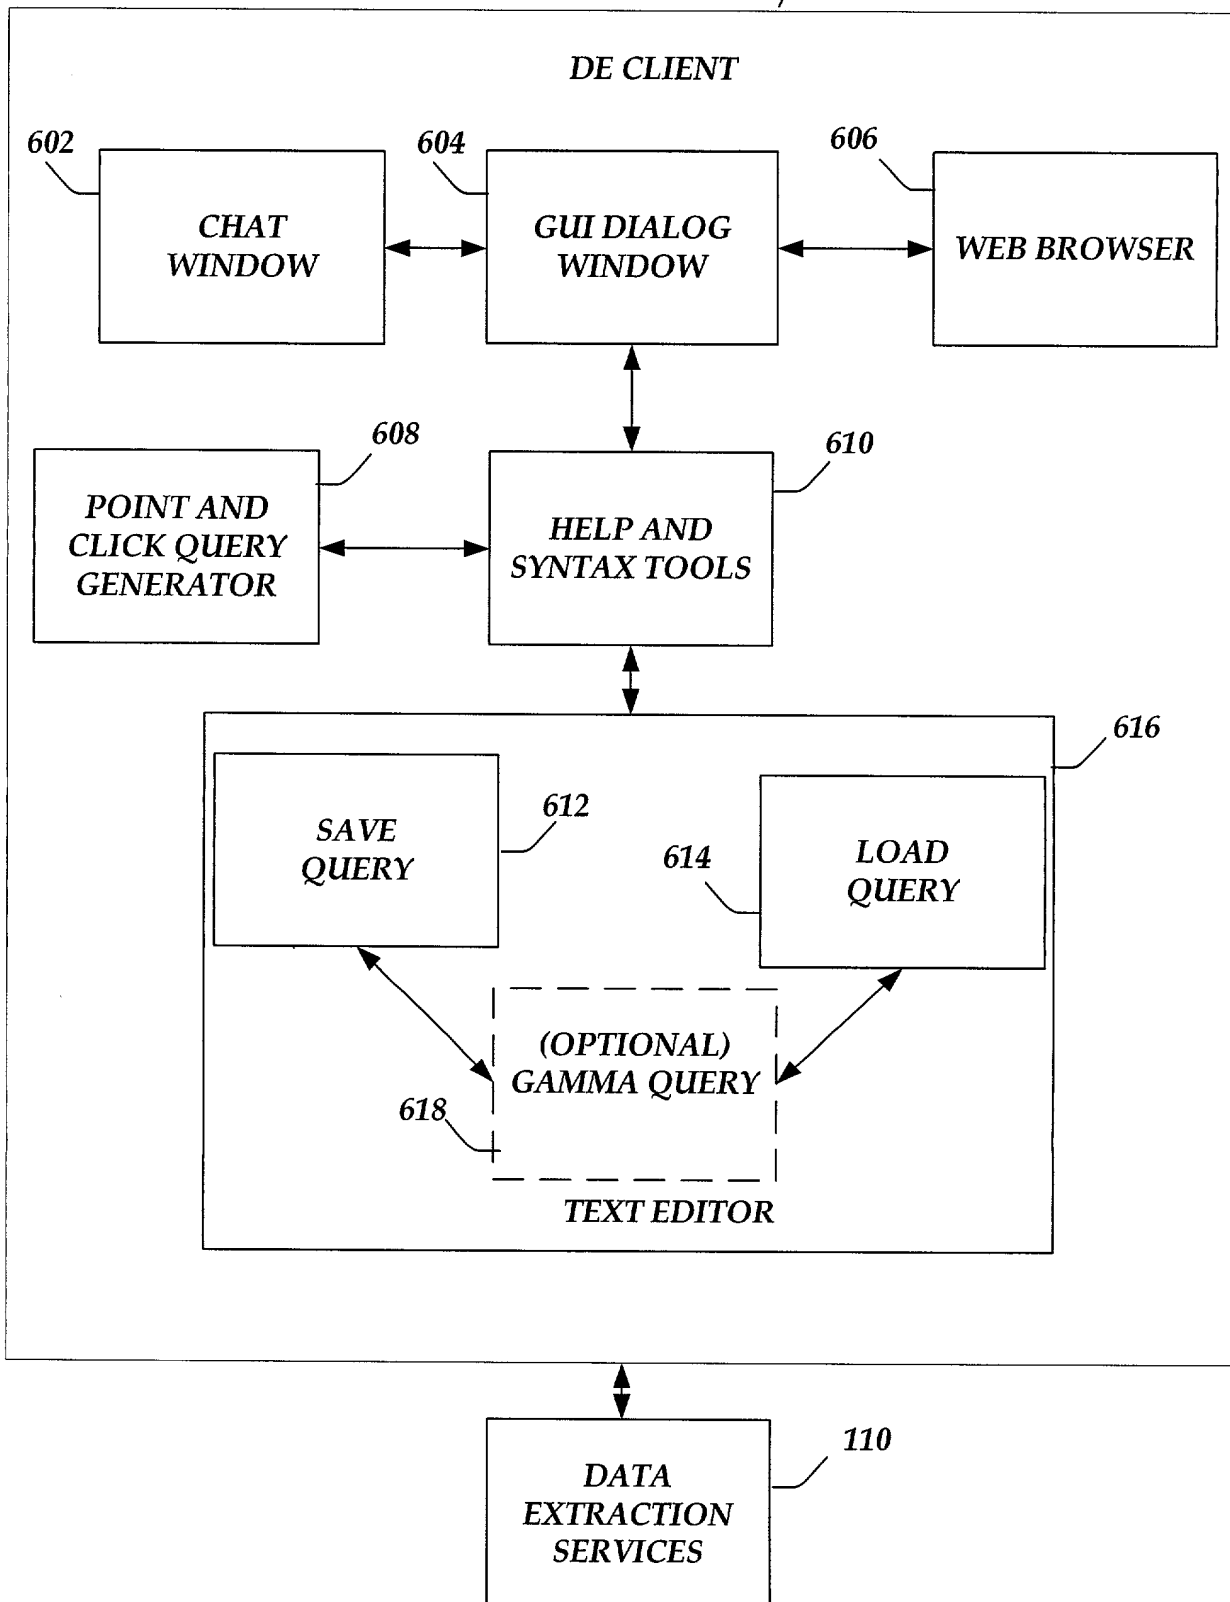 DE CLIENT
602
604
606
CHAT
WINDOW
GUI DIALOG
WINDOW
WEB BROWSER
608
610
POINT AND
CLICK QUERY
GENERATOR
HELP AND
SYNTAX TOOLS
616
612
SAVE
QUERY
614
LOAD
QUERY
(OPTIONAL)
GAMMA QUERY
618
TEXT EDITOR
110
DATA
EXTRACTION
SERVICES